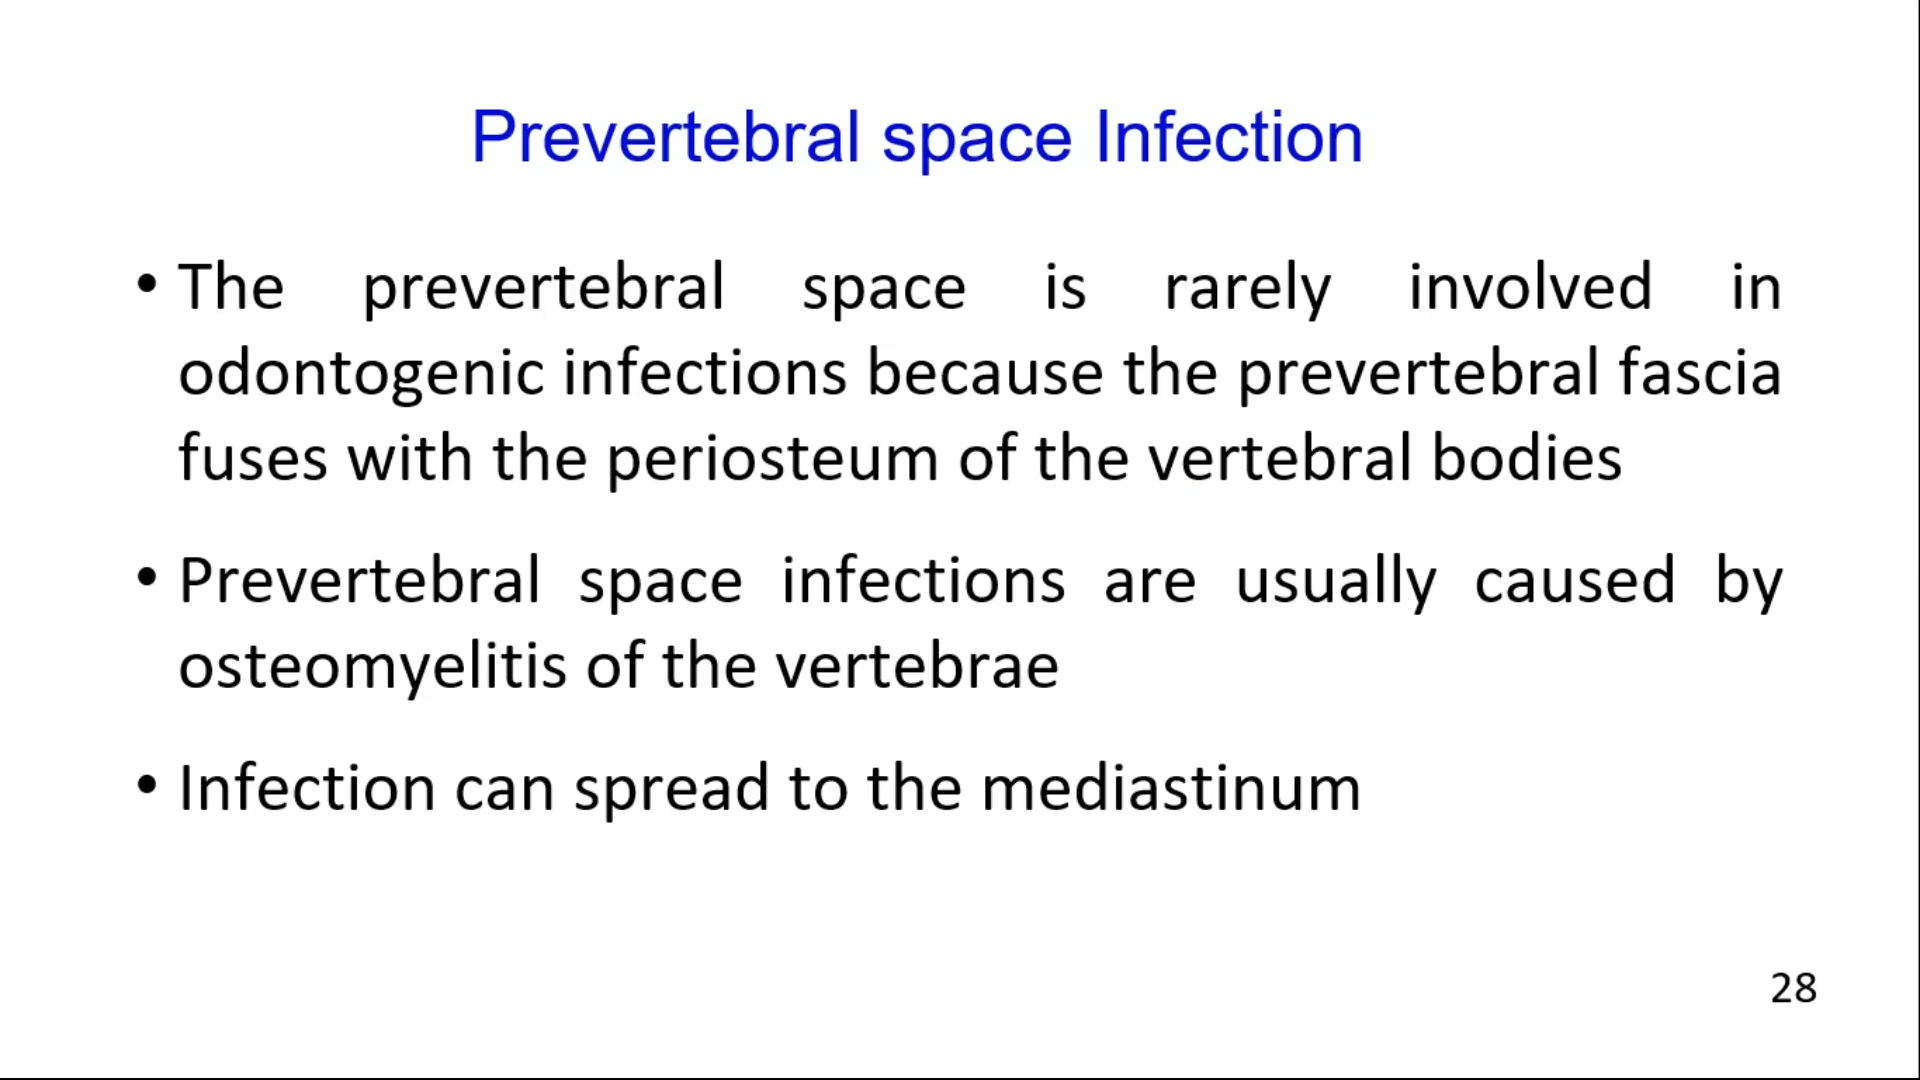 Prevertebral space Infection
• The prevertebral space is rarely involved in
odontogenic infections because the prevertebral fascia
fuses with the periosteum of the vertebral bodies
• Prevertebral space infections are usually caused by
osteomyelitis of the vertebrae
• Infection can spread to the mediastinum
28